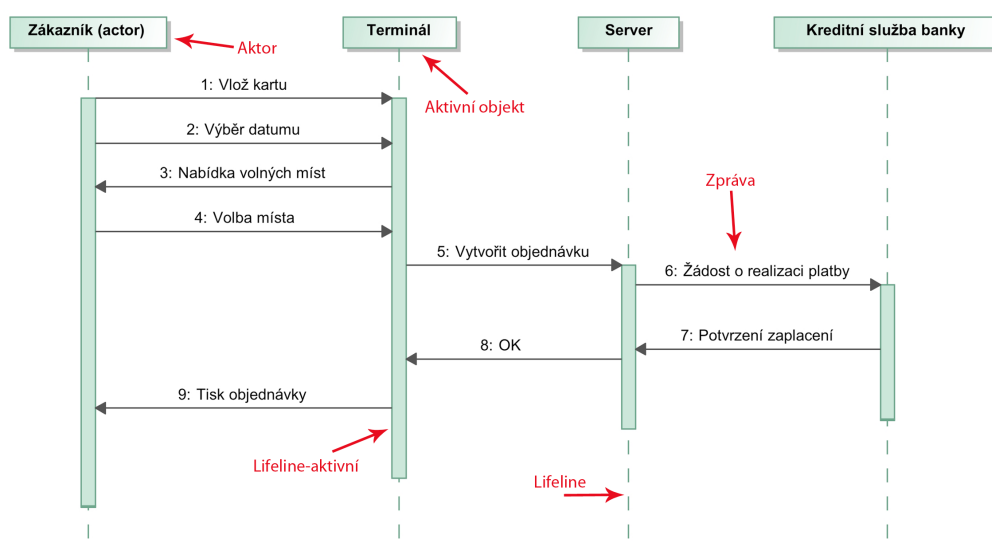 Zákazník (actor)
Terminál
Server
Kreditní služba banky
Aktor
Aktivní objekt
1: Vlož kartu
2: Výběr datumu
3: Nabídka volných míst
Zpráva
4: Volba místa
5: Vytvořit objednávku
6: Žádost o realizaci platby
7: Potvrzení zaplacení
8: OK
9: Tisk objednávky
Lifeline-aktivní
Lifeline